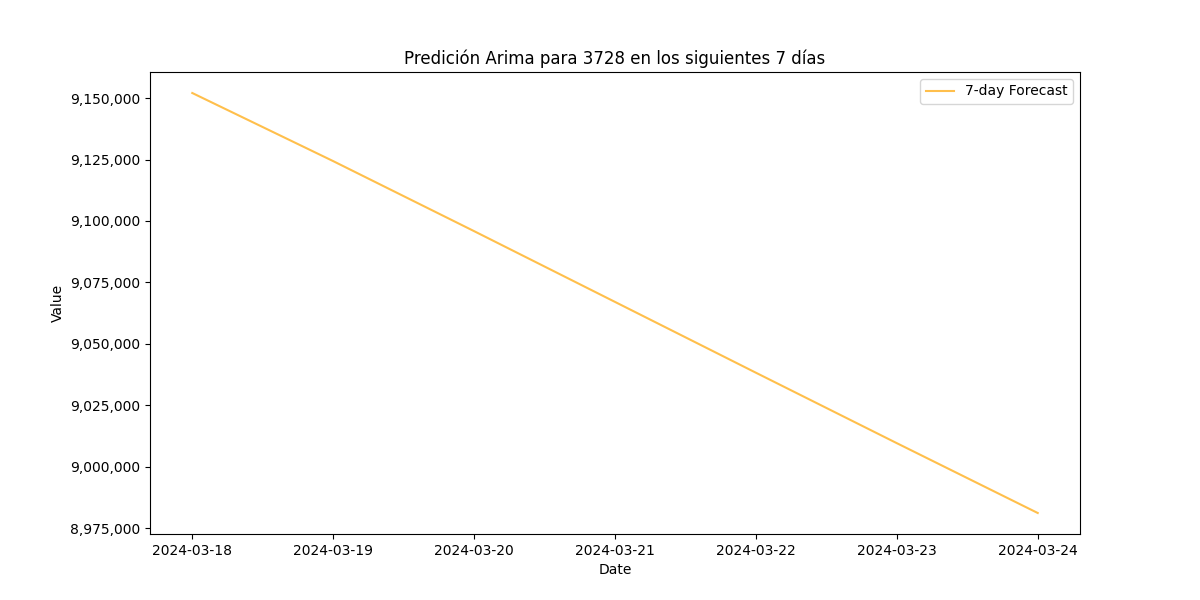 Predición Arima para 3728 en los siguientes 7 días
7-day Forecast
Value
9,150,000
9,125,000
9,100,000
9,075,000
9,050,000
9,025,000
9,000,000
8,975,000
2024-03-18 2024-03-19 2024-03-20 2024-03-21 2024-03-22 2024-03-23 2024-03-24
Date